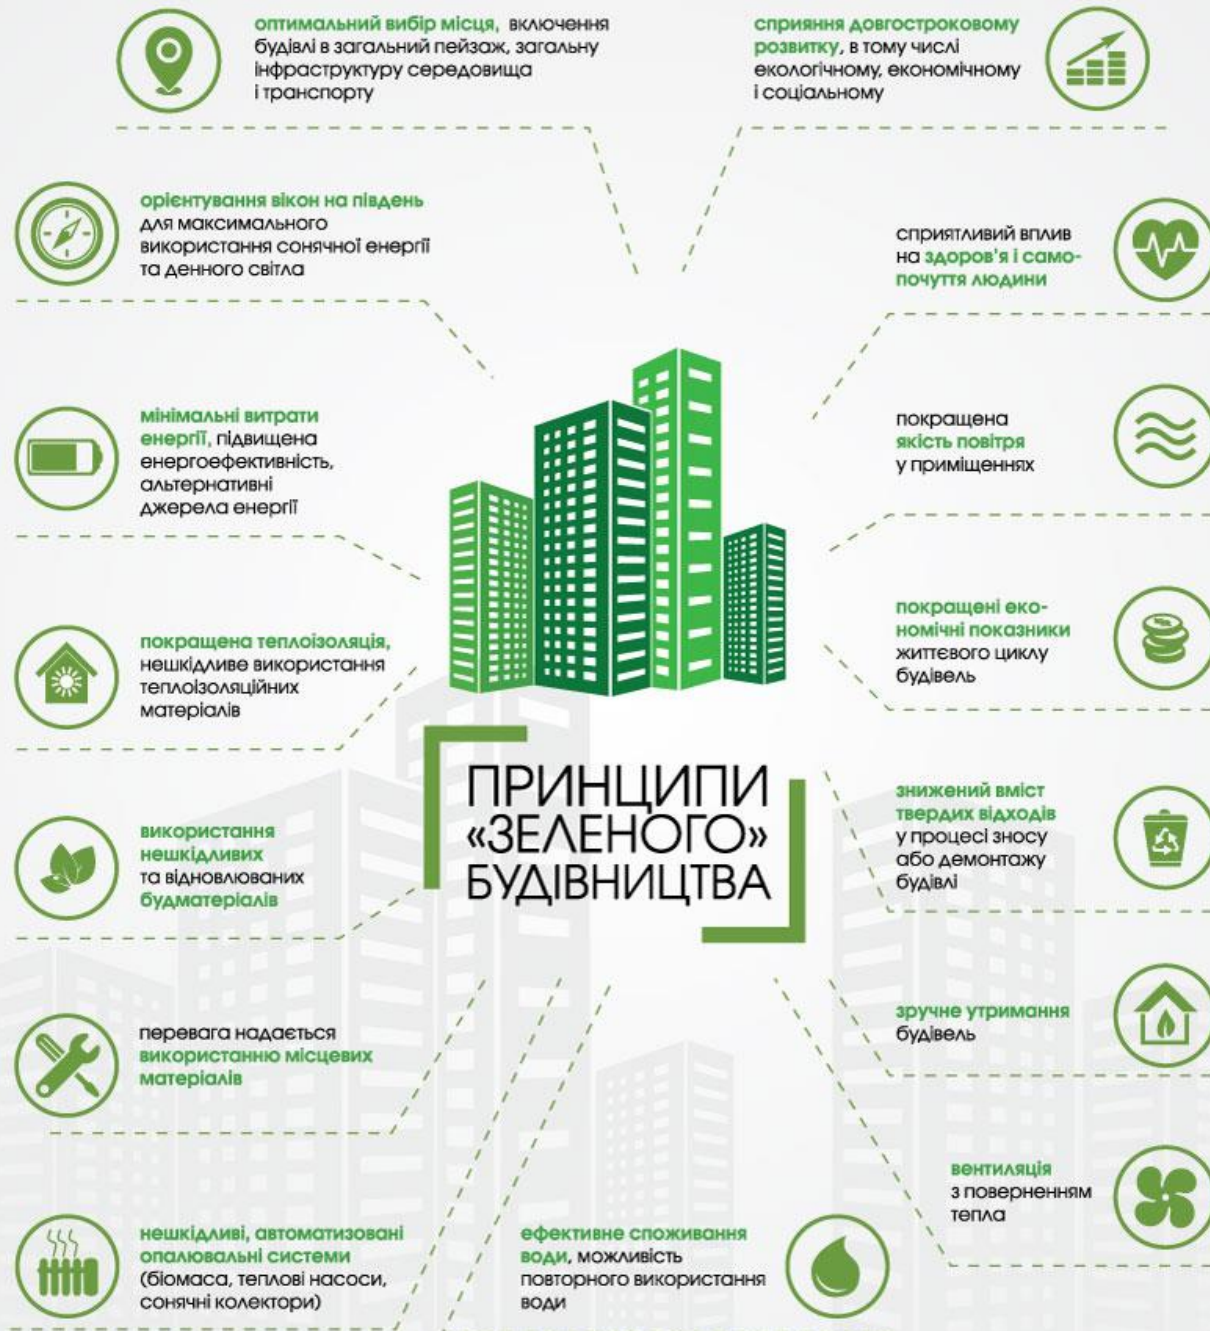 оптимальний вибір місця, включення
будівлі в загальний пейзаж, загальну
інфраструктуру середовища
і транспорту
сприяння довгостроковому
розвитку, в тому числі
екологічному, економічному
і соціальному
орієнтування вікон на південь
для максимального
використання сонячної енергії
та денного світла
сприятливий вплив
на здоров'я і само-
почуття людини
мінімальні витрати
енергії, підвищена
енергоефективність,
альтернативні
джерела енергії
покращена
якість повітря
у приміщеннях
покращена теплоізоляція,
нешкідливе використання
теплоізоляційних
матеріалів
покращені еко-
номічні показники
життєвого циклу
будівель
ПРИНЦИПИ
«ЗЕЛЕНОГО»
БУДІВНИЦТВА
використання
нешкідливих
та відновлюваних
будматеріалів
знижений вміст
твердих відходів
у процесі зносу
або демонтажу
будівлі
перевага надається
використанню місцевих
матеріалів
зручне утримання
будівель
вентиляція
з поверненням
тепла
нешкідливі, автоматизовані
опалювальні системи
(біомаса, теплові насоси,
сонячні колектори)
ефективне споживання
води, можливість
повторного використання
води